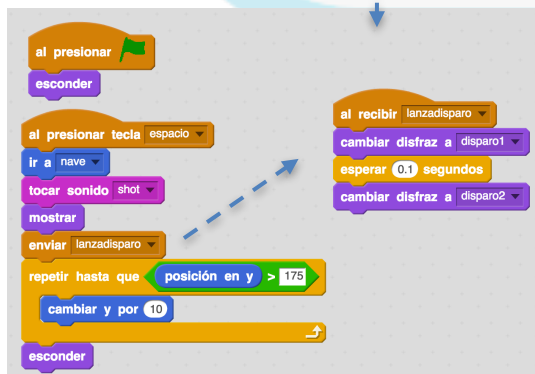 al presionar
esconder
al presionar tecla espacio
ir a nave
tocar sonido shot
mostrar
enviar lanzadisparo
repetir hasta que posición en y > 175
cambiar y por 10
esconder
al recibir lanzadisparo
cambiar disfraz a disparo1
esperar 0.1 segundos
cambiar disfraz a disparo2